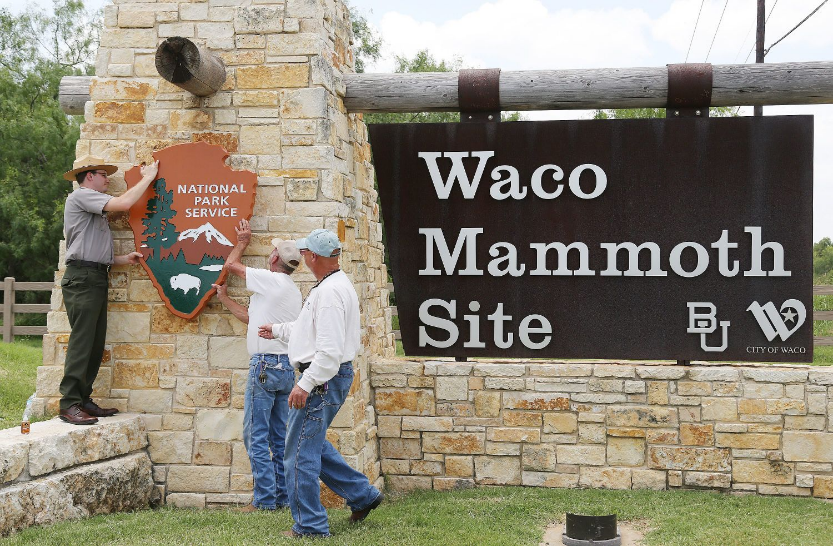 NATIONAL
PARK
SERVICE
Waco
Mammoth
Site
BU
W
CITY OF WACO